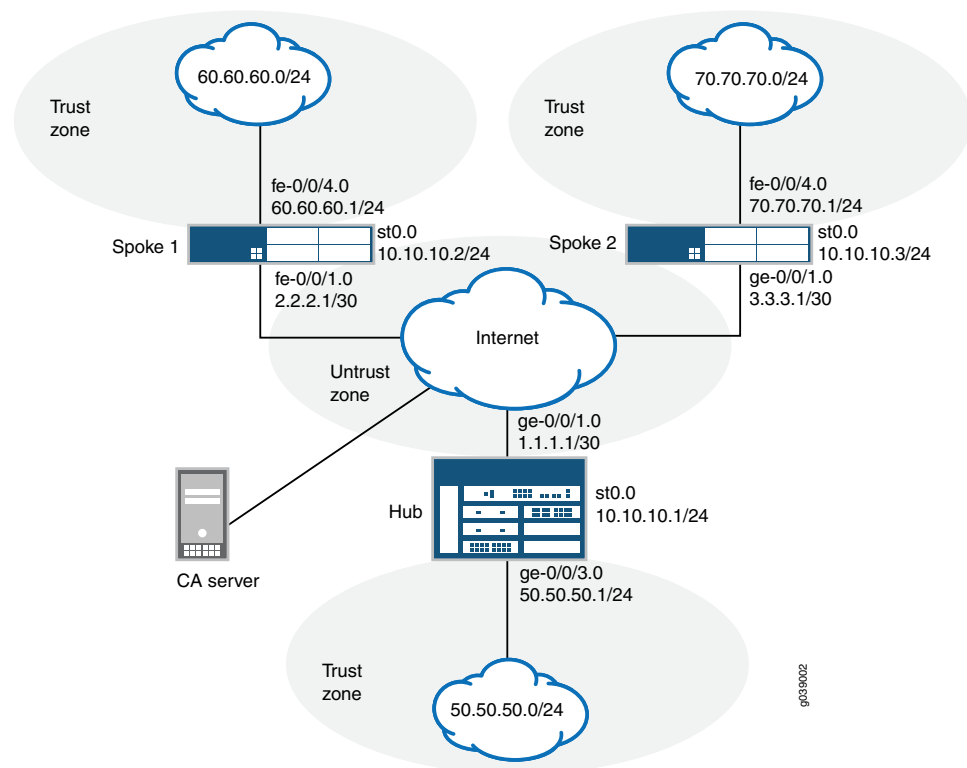 60.60.60.0/24
70.70.70.0/24
Trust
zone
Trust
zone
fe-0/0/4.0
60.60.60.1/24
fe-0/0/4.0
70.70.70.1/24
Spoke 1
st0.0
10.10.10.2/24
Spoke 2
st0.0
10.10.10.3/24
fe-0/0/1.0
2.2.2.1/30
ge-0/0/1.0
3.3.3.1/30
Internet
Untrust
zone
ge-0/0/1.0
1.1.1.1/30
Hub
st0.0
10.10.10.1/24
CA server
ge-0/0/3.0
50.50.50.1/24
Trust
zone
50.50.50.0/24
g039002